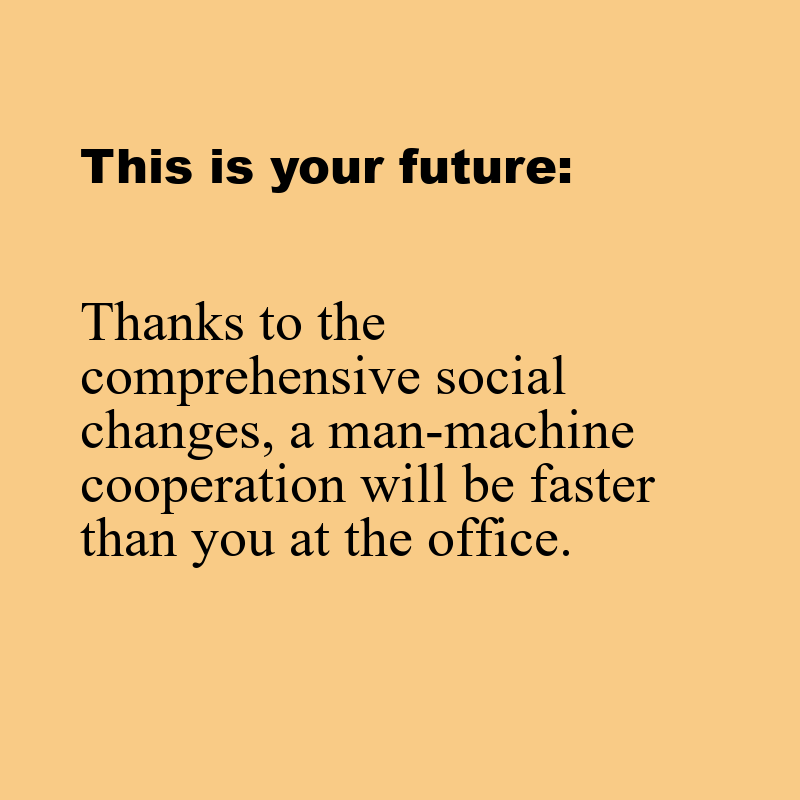 This is your future:
Thanks to the
comprehensive social
changes, a man-machine
cooperation will be faster
than you at the office.